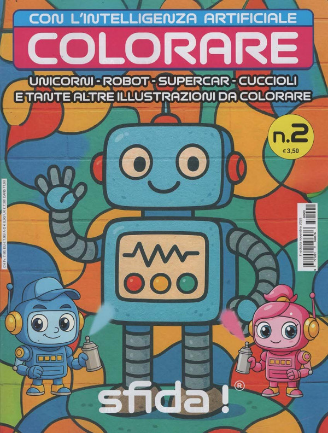 CON L'INTELLIGENZA ARTIFICIALE
COLORARE
UNICORNI - ROBOT - SUPERCAR - CUCCIOLI
E TANTE ALTRE ILLUSTRAZIONI DA COLORARE
n.2
€ 3,50
sfida!®